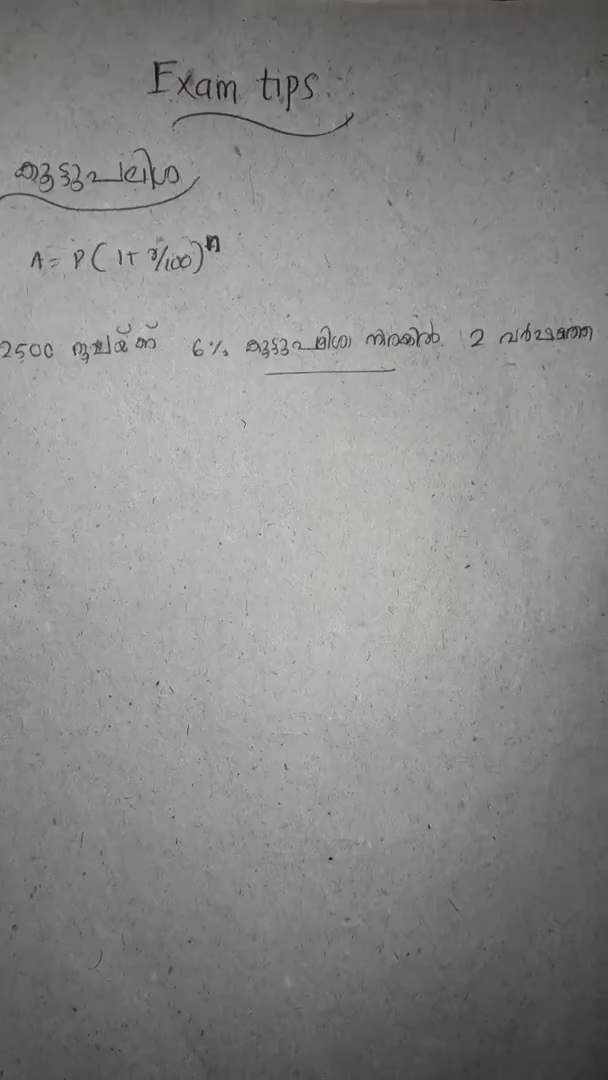 Exam tips
കൂട്ടുപലിശ
A = P ( 1+ r/100)ⁿ
2500 രൂപയ്ക്ക് 6% കൂട്ടുപലിശ നിരക്കിൽ 2 വർഷത്തെ